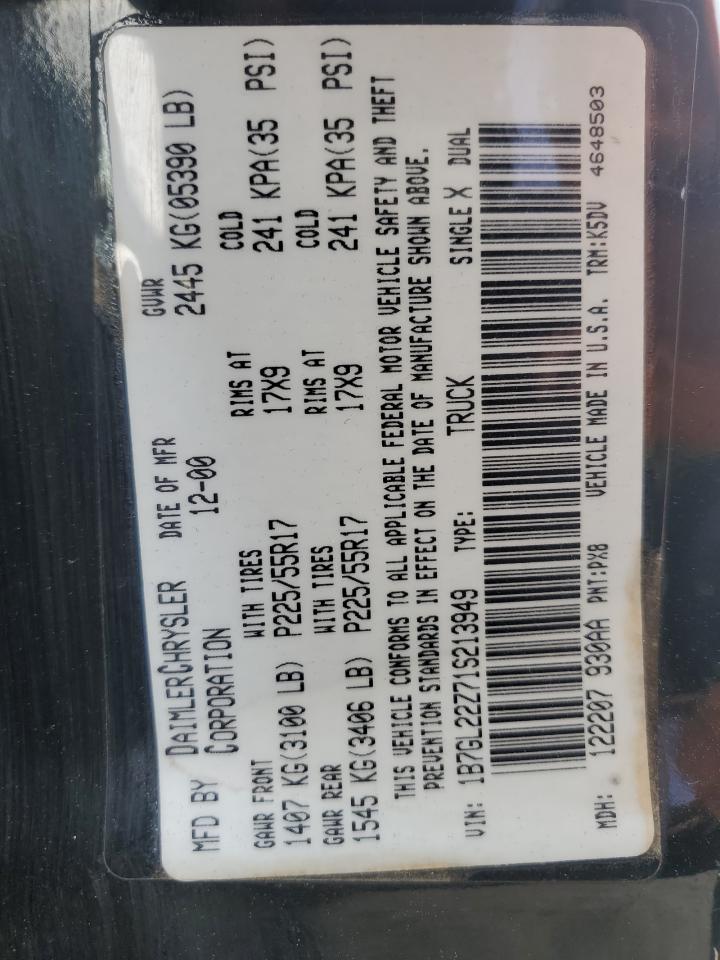 MFD BY DAIMLERCHRYSLER CORPORATION DATE OF MFR 12-00 GVWR 2445 KG(05390 LB)
GAWR FRONT WITH TIRES RIMS AT COLD
1407 KG(3100 LB) P225/55R17 17X9 241 KPA(35 PSI)
GAWR REAR WITH TIRES RIMS AT COLD
1545 KG(3406 LB) P225/55R17 17X9 241 KPA(35 PSI)
THIS VEHICLE CONFORMS TO ALL APPLICABLE FEDERAL MOTOR VEHICLE SAFETY AND THEFT
PREVENTION STANDARDS IN EFFECT ON THE DATE OF MANUFACTURE SHOWN ABOVE.
VIN: 1B7GL22Z71S213949 TYPE: TRUCK SINGLE X DUAL
MDH: 122207 930AA PNT:PX8 VEHICLE MADE IN U.S.A. TRM:K5DV 4648503